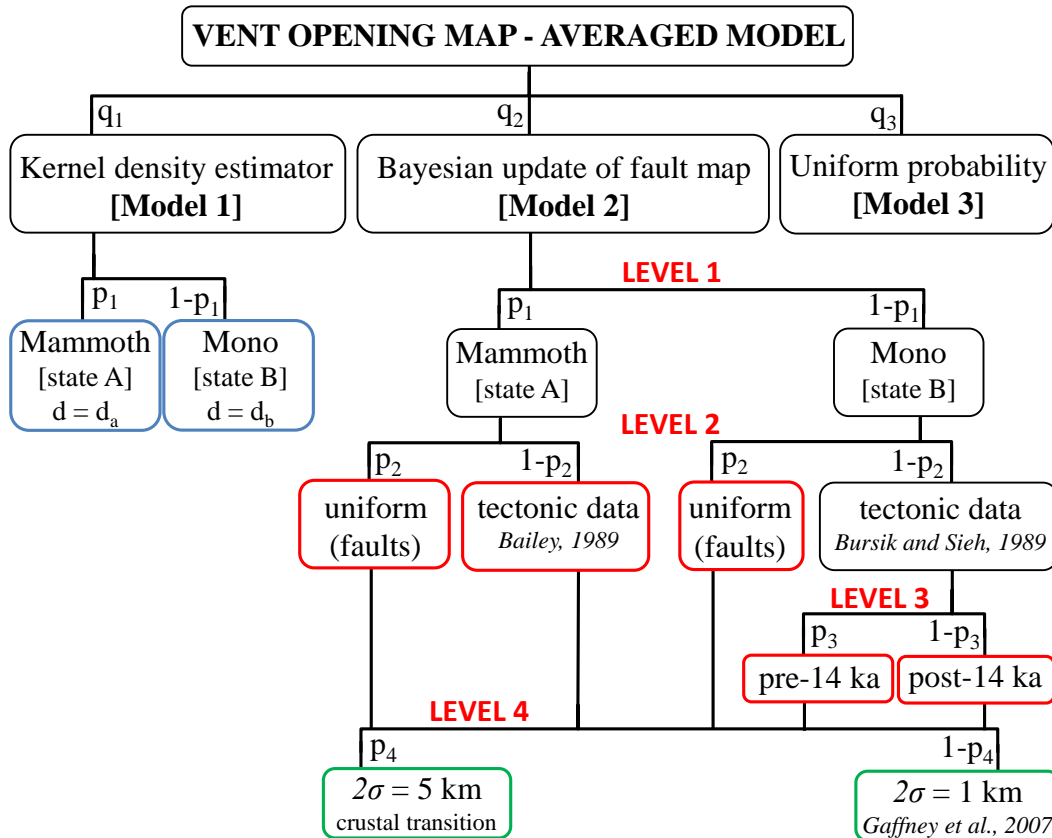 VENT OPENING MAP - AVERAGED MODEL
q1
q2
q3
Kernel density estimator
[Model 1]
Bayesian update of fault map
[Model 2]
Uniform probability
[Model 3]
LEVEL 1
p1
1-p1
Mammoth
[state A]
d = da
Mono
[state B]
d = db
p1
1-p1
Mammoth
[state A]
Mono
[state B]
LEVEL 2
p2
1-p2
p2
1-p2
uniform
(faults)
tectonic data
Bailey, 1989
uniform
(faults)
tectonic data
Bursik and Sieh, 1989
LEVEL 3
p3
1-p3
pre-14 ka
post-14 ka
LEVEL 4
p4
1-p4
2σ = 5 km
crustal transition
2σ = 1 km
Gaffney et al., 2007